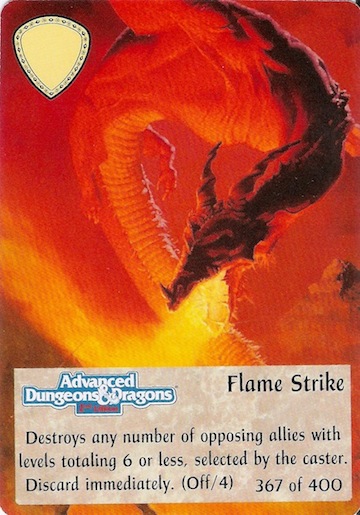 Advanced
Dungeons & Dragons
2nd Edition
Flame Strike
Destroys any number of opposing allies with
levels totaling 6 or less, selected by the caster.
Discard immediately. (Off/4) 367 of 400